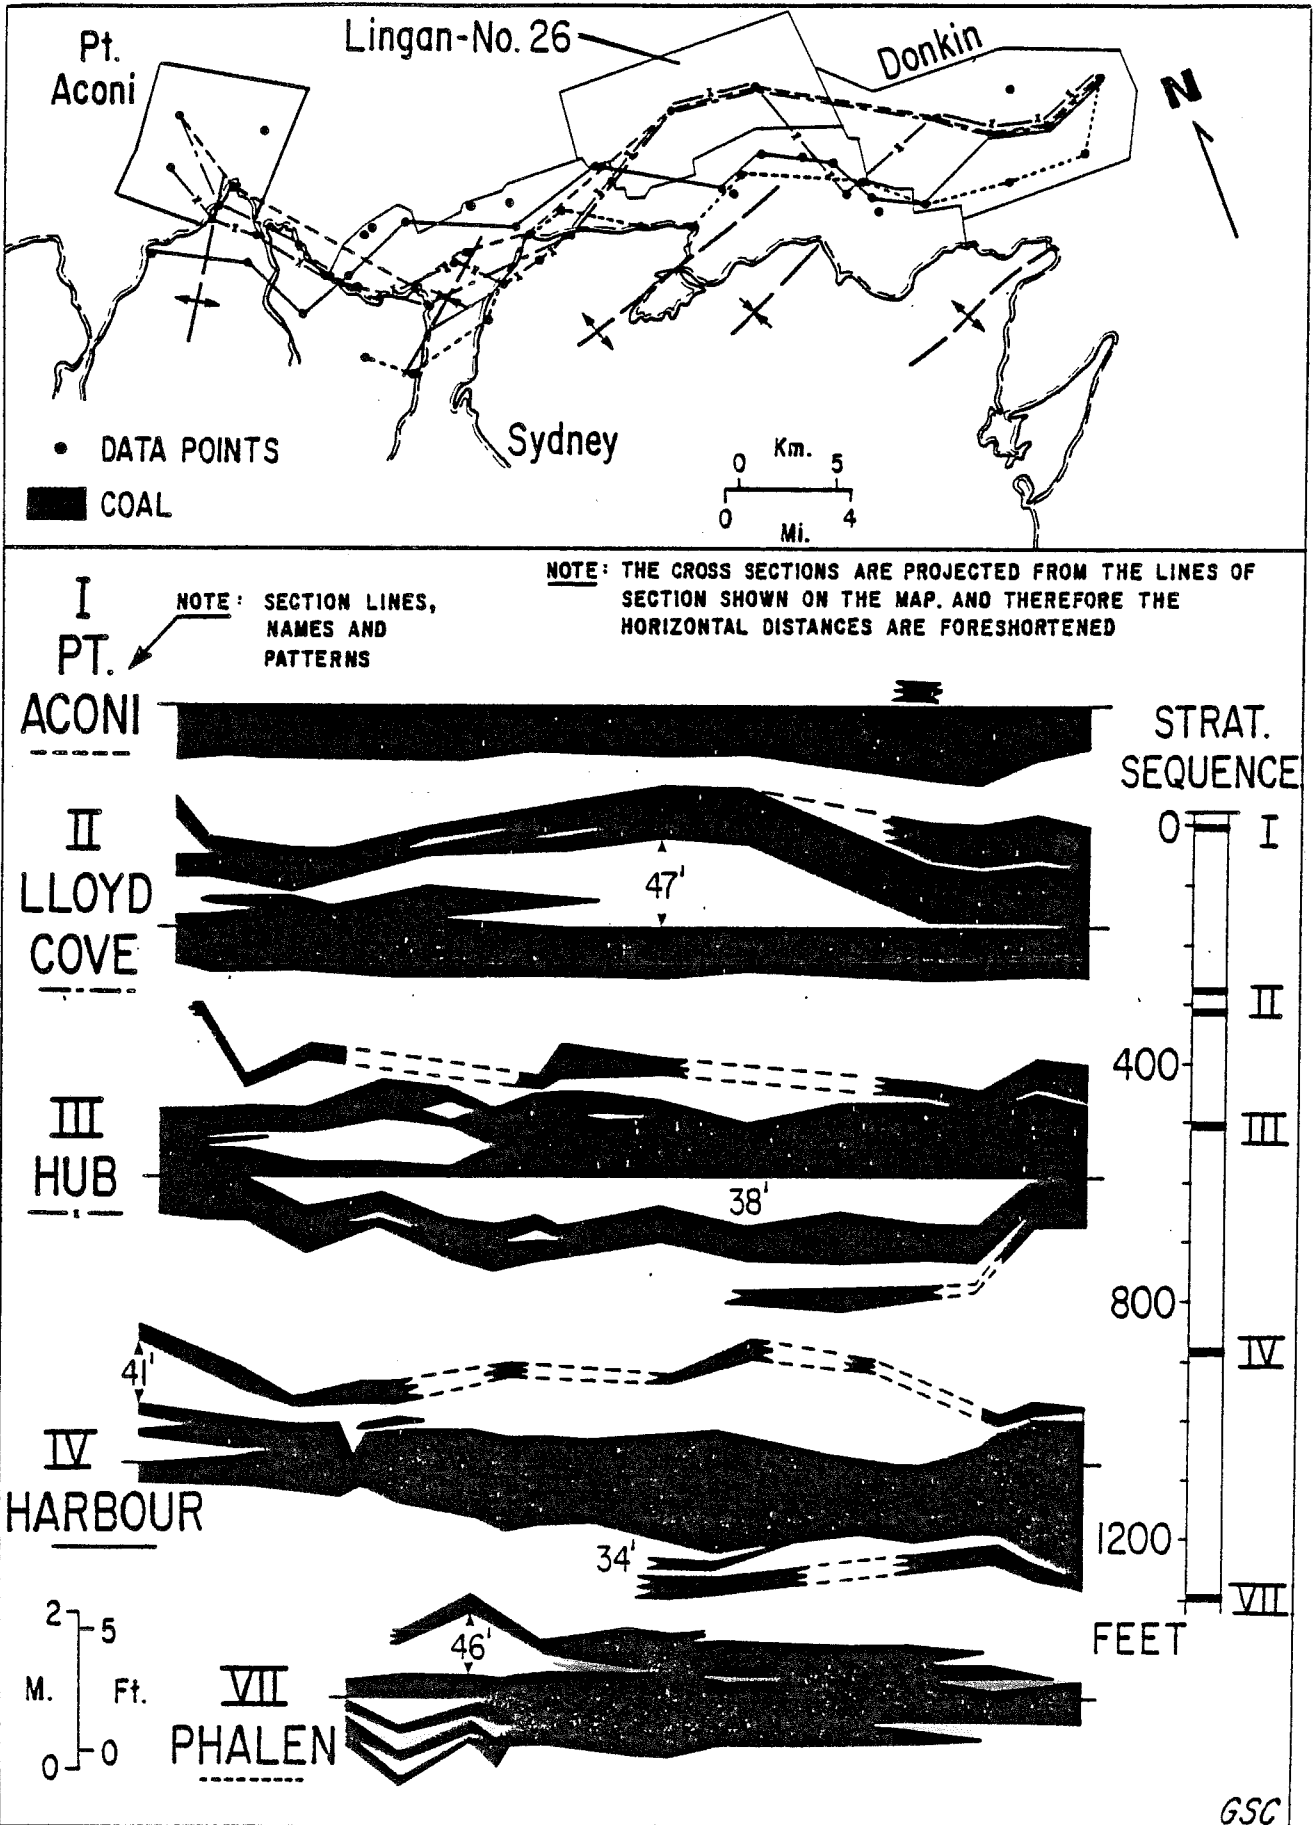 Pt.
Aconi
Lingan-No. 26
Donkin
N
DATA POINTS
COAL
Sydney
Km.
0 5
0 4
Mi.
NOTE: THE CROSS SECTIONS ARE PROJECTED FROM THE LINES OF
SECTION SHOWN ON THE MAP. AND THEREFORE THE
HORIZONTAL DISTANCES ARE FORESHORTENED
NOTE: SECTION LINES,
NAMES AND
PATTERNS
I
PT.
ACONI
STRAT.
SEQUENCE
II
LLOYD
COVE
47'
0 I
II
400
III
III
HUB
38'
800
IV
41'
IV
HARBOUR
34'
1200
VII
FEET
2
5
46'
M. Ft.
VII
PHALEN
0 0
GSC